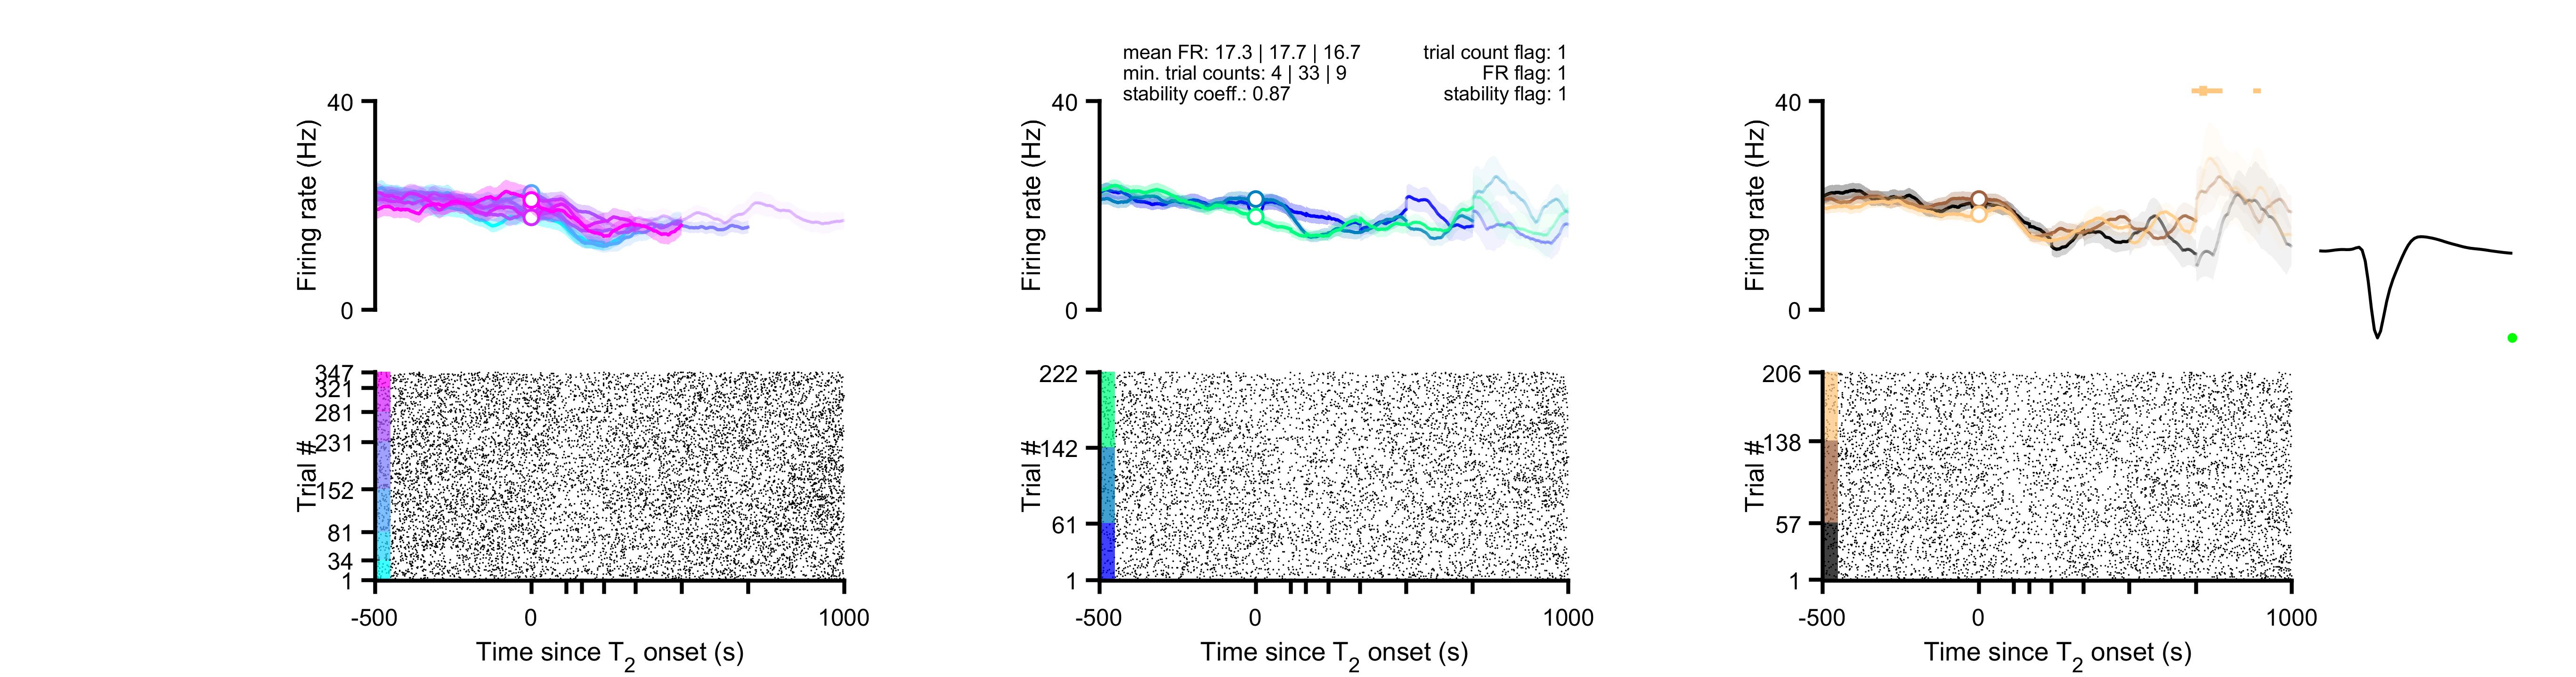 mean FR: 17.3 | 17.7 | 16.7
min. trial counts: 4 | 33 | 9
stability coeff.: 0.87
trial count flag: 1
FR flag: 1
stability flag: 1
40
0
Firing rate (Hz)
347
321
281
231
152
81
34
1
Trial #
-500
0
1000
Time since T2 onset (s)
40
0
Firing rate (Hz)
222
142
61
1
Trial #
-500
0
1000
Time since T2 onset (s)
40
0
Firing rate (Hz)
206
138
57
1
Trial #
-500
0
1000
Time since T2 onset (s)